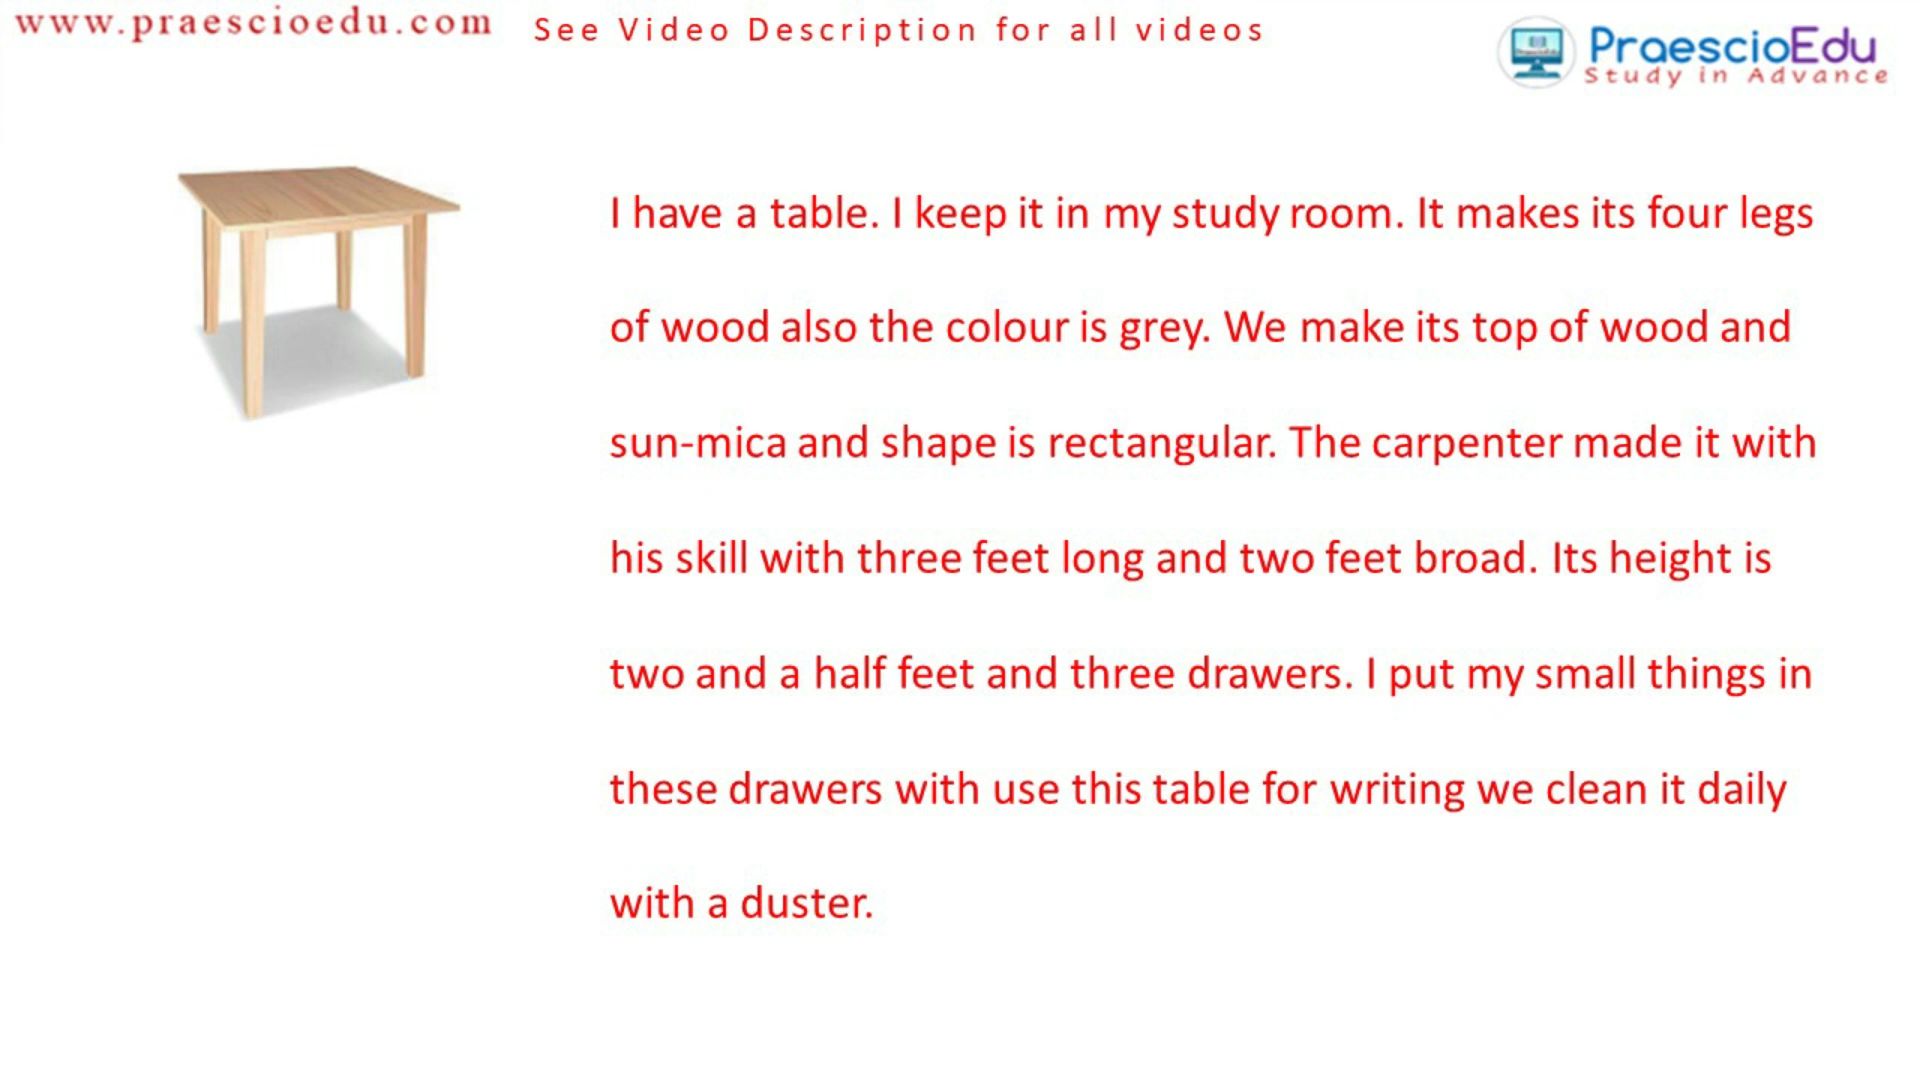 www.praescioedu.com See Video Description for all videos
PraescioEdu
Study in Advance
I have a table. I keep it in my study room. It makes its four legs
of wood also the colour is grey. We make its top of wood and
sun-mica and shape is rectangular. The carpenter made it with
his skill with three feet long and two feet broad. Its height is
two and a half feet and three drawers. I put my small things in
these drawers with use this table for writing we clean it daily
with a duster.